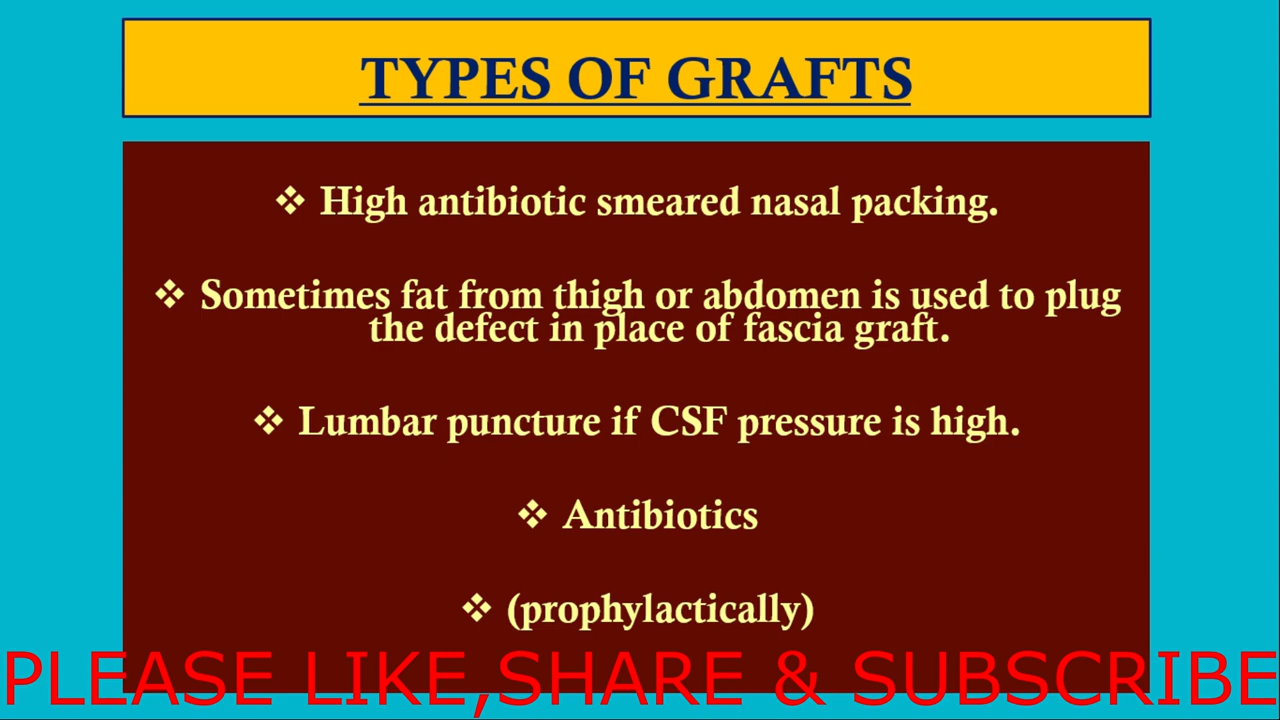 TYPES OF GRAFTS
❖ High antibiotic smeared nasal packing.
❖ Sometimes fat from thigh or abdomen is used to plug
the defect in place of fascia graft.
❖ Lumbar puncture if CSF pressure is high.
❖ Antibiotics
❖ (prophylactically)
PLEASE LIKE,SHARE & SUBSCRIBE